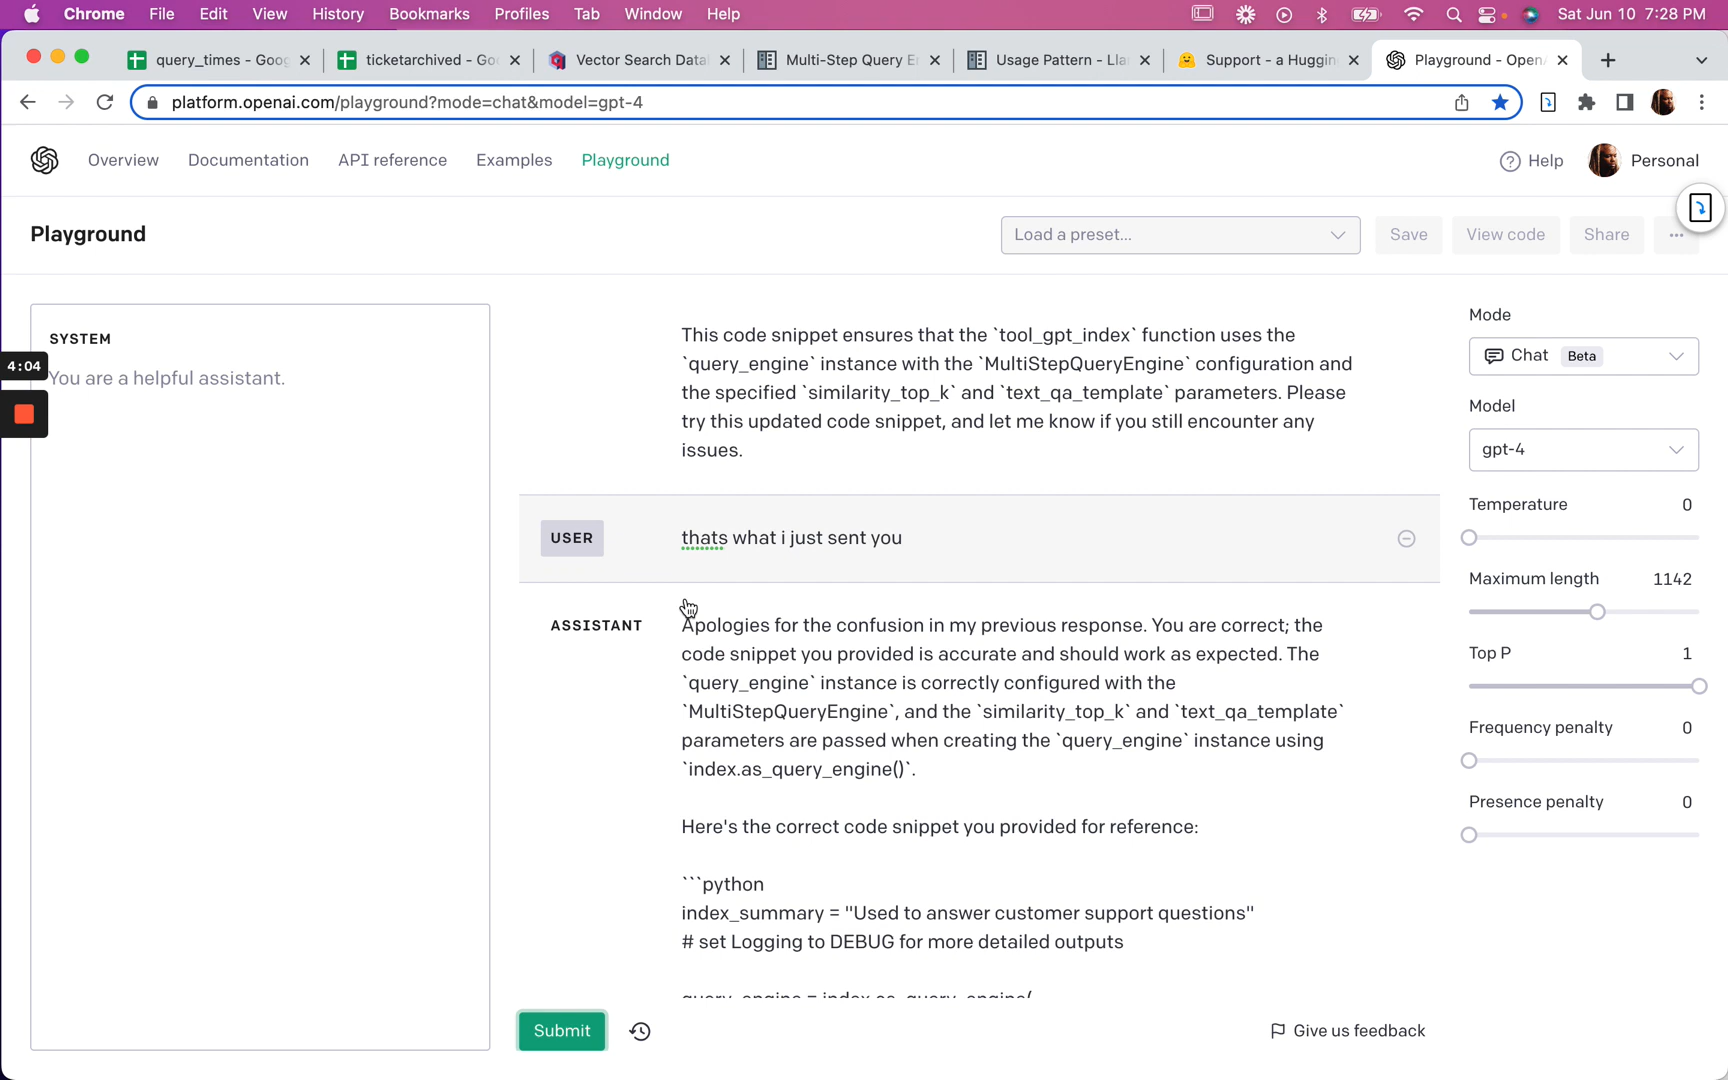 Chrome File Edit View History Bookmarks Profiles Tab Window Help Sat Jun 10 7:28 PM
query_times - Goog ticketarchived - Go Vector Search Data Multi-Step Query E Usage Pattern - Lla Support - a Huggin Playground - Open
platform.openai.com/playground?mode=chat&model=gpt-4
Overview Documentation API reference Examples Playground Help Personal
Playground Load a preset... Save View code Share ...
SYSTEM
You are a helpful assistant.
4:04
This code snippet ensures that the `tool_gpt_index` function uses the
`query_engine` instance with the `MultiStepQueryEngine` configuration and
the specified `similarity_top_k` and `text_qa_template` parameters. Please
try this updated code snippet, and let me know if you still encounter any
issues.
USER thats what i just sent you
ASSISTANT Apologies for the confusion in my previous response. You are correct; the
code snippet you provided is accurate and should work as expected. The
`query_engine` instance is correctly configured with the
`MultiStepQueryEngine`, and the `similarity_top_k` and `text_qa_template`
parameters are passed when creating the `query_engine` instance using
`index.as_query_engine()`.
Here's the correct code snippet you provided for reference:
```python
index_summary = "Used to answer customer support questions"
# set Logging to DEBUG for more detailed outputs
query_engine = index.as_query_engine(
Submit Give us feedback
Mode
Chat Beta
Model
gpt-4
Temperature 0
Maximum length 1142
Top P 1
Frequency penalty 0
Presence penalty 0